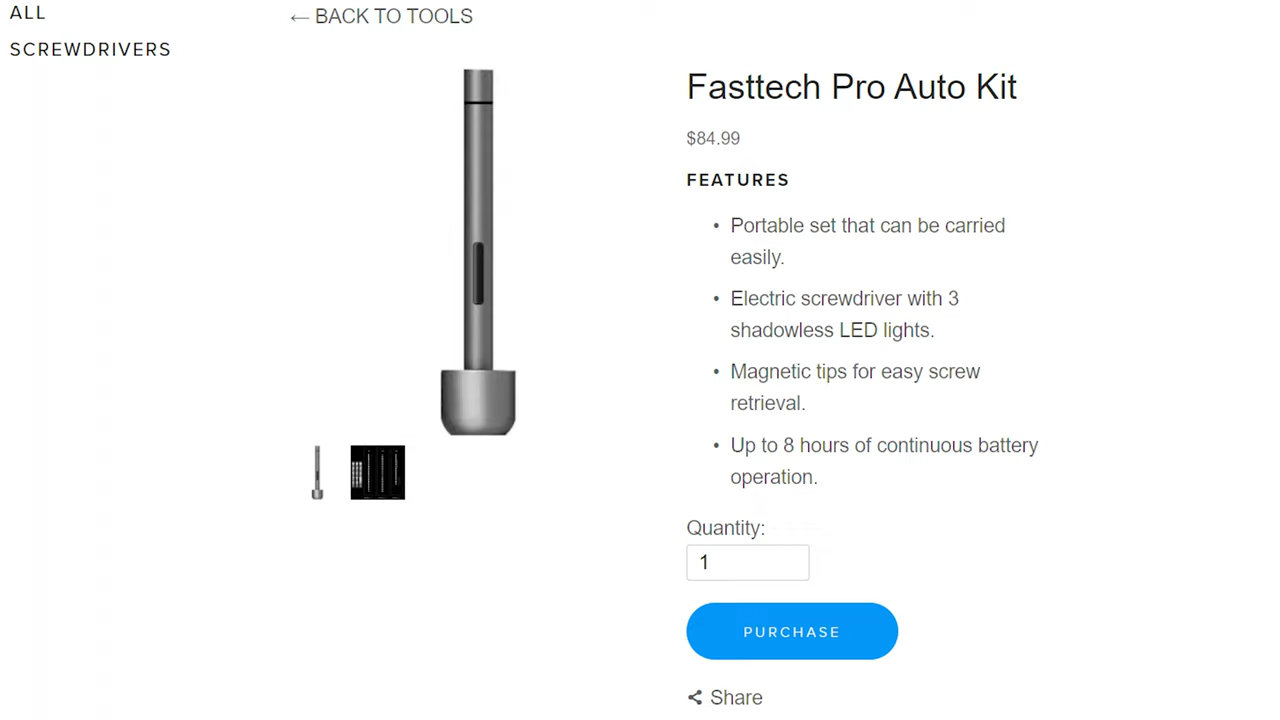 ALL
SCREWDRIVERS
← BACK TO TOOLS
Fasttech Pro Auto Kit
$84.99
FEATURES
• Portable set that can be carried
easily.
• Electric screwdriver with 3
shadowless LED lights.
• Magnetic tips for easy screw
retrieval.
• Up to 8 hours of continuous battery
operation.
Quantity:
1
PURCHASE
Share